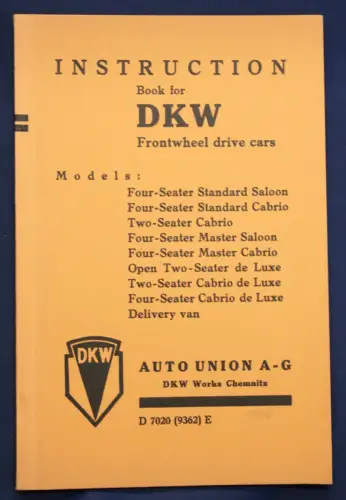 INSTRUCTION
Book for
DKW
Frontwheel drive cars
Models:
Four-Seater Standard Saloon
Four-Seater Standard Cabrio
Two-Seater Cabrio
Four-Seater Master Saloon
Four-Seater Master Cabrio
Open Two-Seater de Luxe
Two-Seater Cabrio de Luxe
Four-Seater Cabrio de Luxe
Delivery van
DKW
AUTO UNION A-G
DKW Works Chemnitz
D 7020 (9362) E